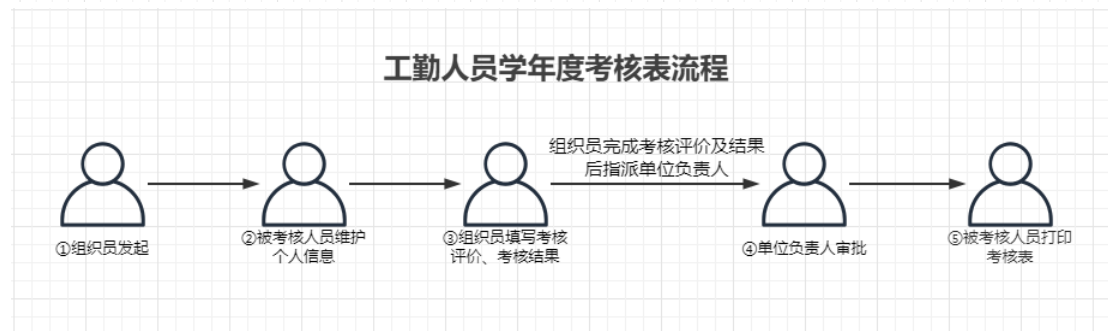 工勤人员学年度考核表流程
组织员完成考核评价及结果
后指派单位负责人
①组织员发起
②被考核人员维护
个人信息
③组织员填写考核
评价、考核结果
④单位负责人审批
⑤被考核人员打印
考核表